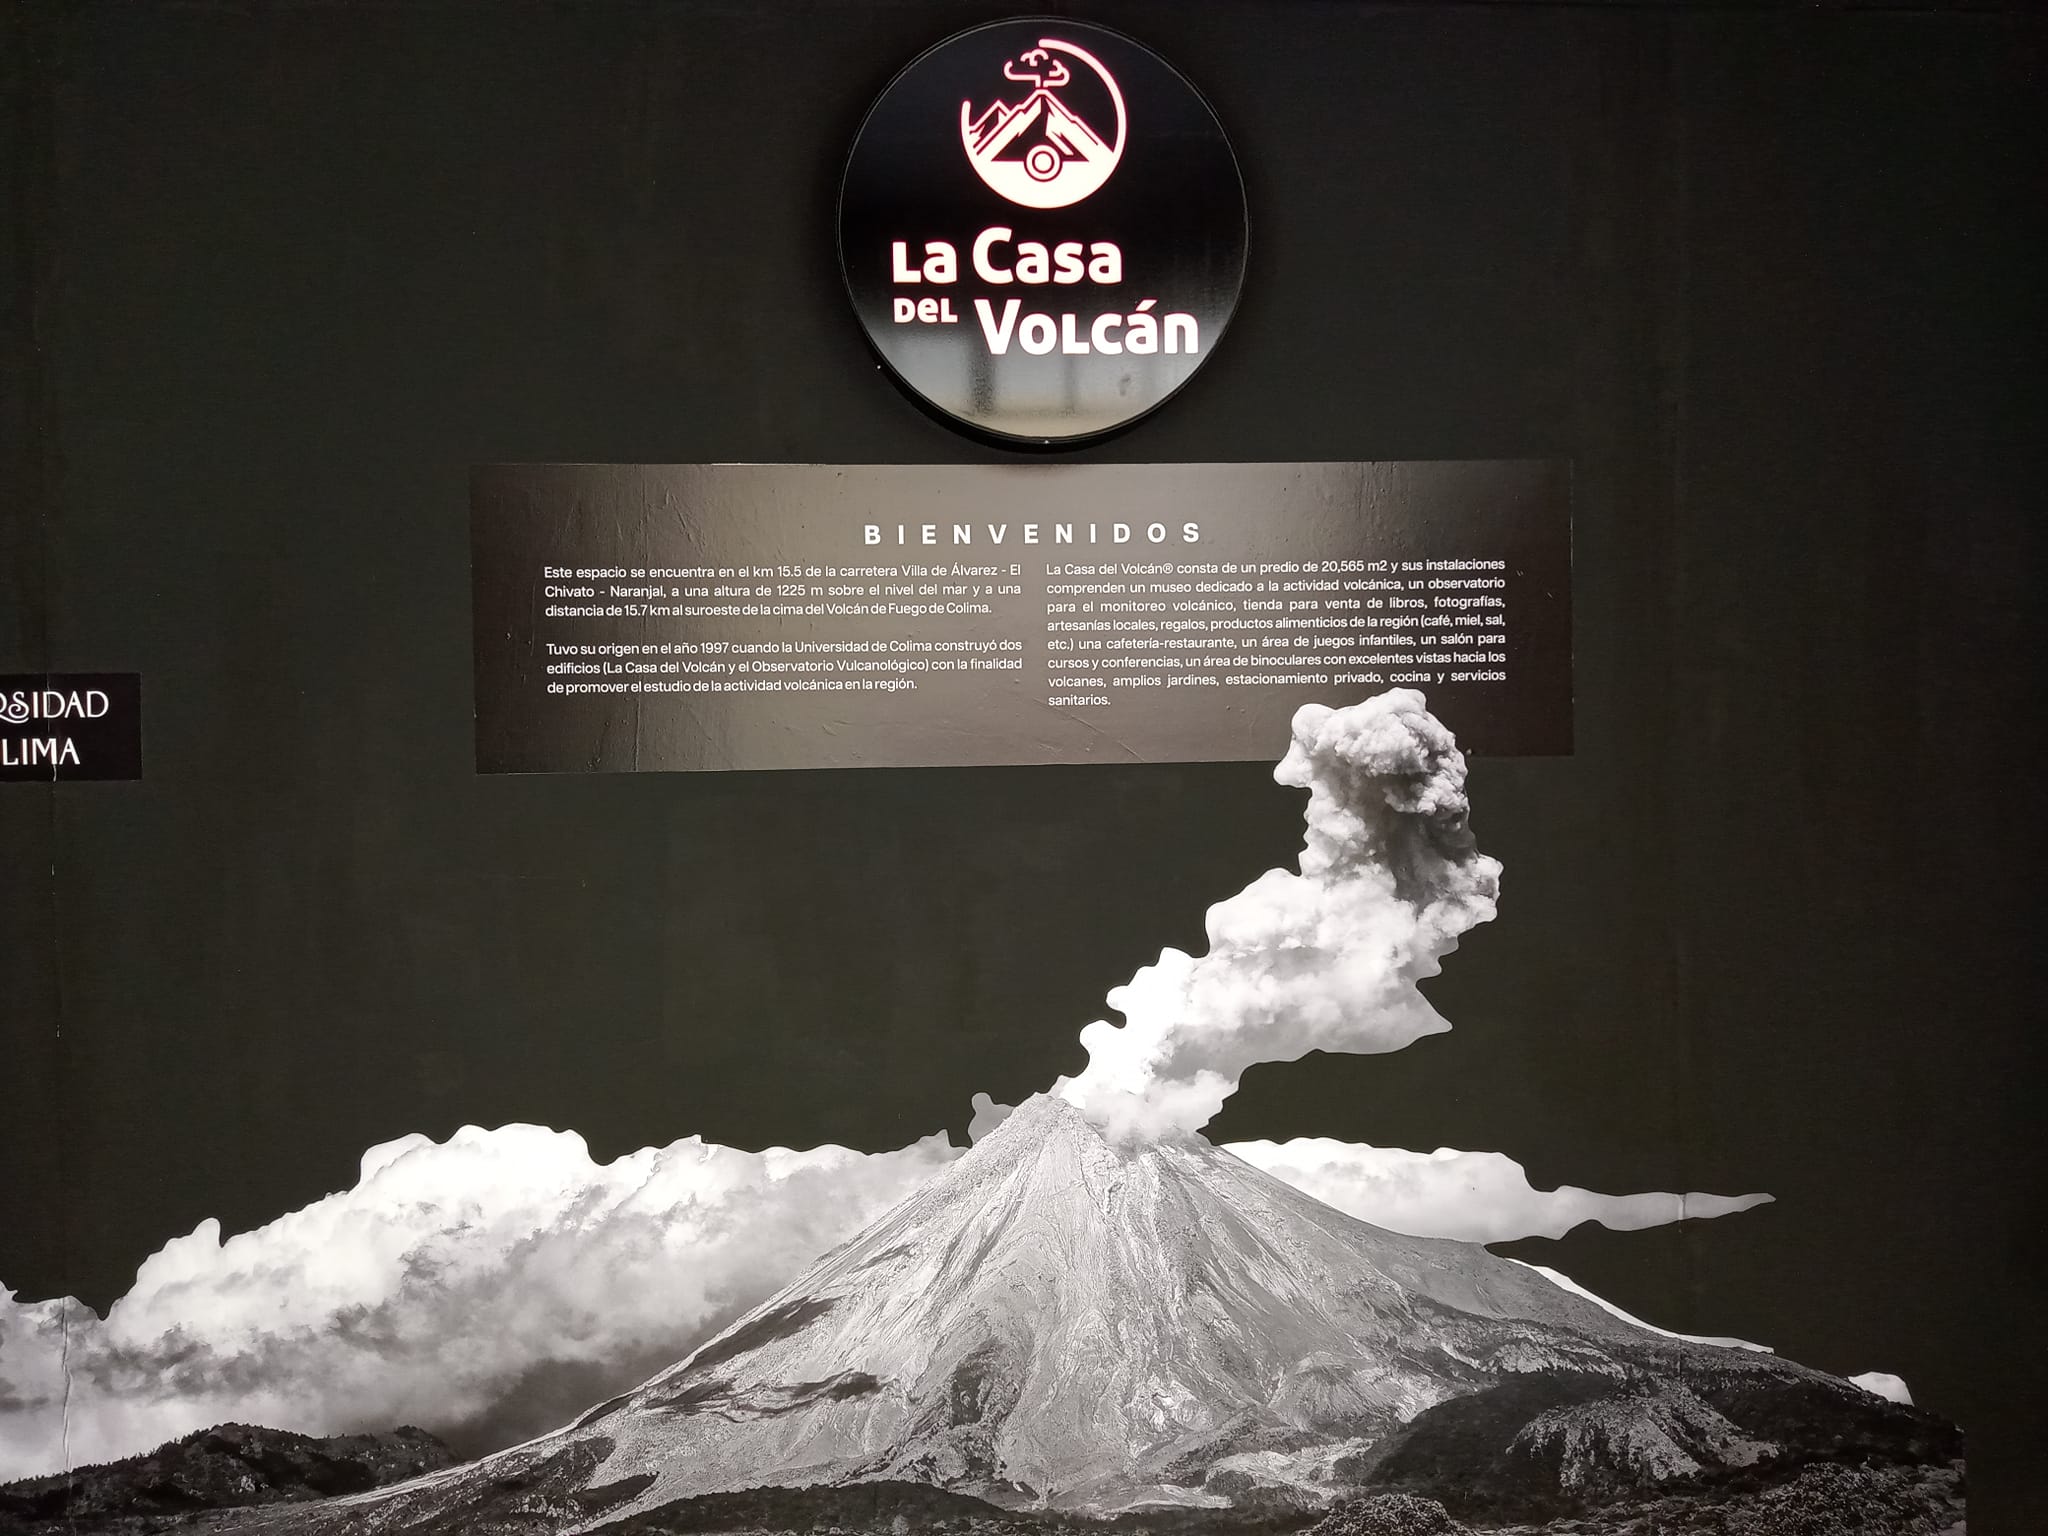 La Casa
DEL Volcán
BIENVENIDOS
Este espacio se encuentra en el km 15.5 de la carretera Villa de Álvarez - El
Chivato - Naranjal, a una altura de 1225 m sobre el nivel del mar y a una
distancia de 15.7 km al suroeste de la cima del Volcán de Fuego de Colima.
Tuvo su origen en el año 1997 cuando la Universidad de Colima construyó dos
edificios (La Casa del Volcán y el Observatorio Vulcanológico) con la finalidad
de promover el estudio de la actividad volcánica en la región.
La Casa del Volcán® consta de un predio de 20,565 m2 y sus instalaciones
comprenden un museo dedicado a la actividad volcánica, un observatorio
para el monitoreo volcánico, tienda para venta de libros, fotografías,
artesanías locales, regalos, productos alimenticios de la región (café, miel, sal,
etc.) una cafetería-restaurante, un área de juegos infantiles, un salón para
cursos y conferencias, un área de binoculares con excelentes vistas hacia los
volcanes, amplios jardines, estacionamiento privado, cocina y servicios
sanitarios.
RSIDAD
LIMA